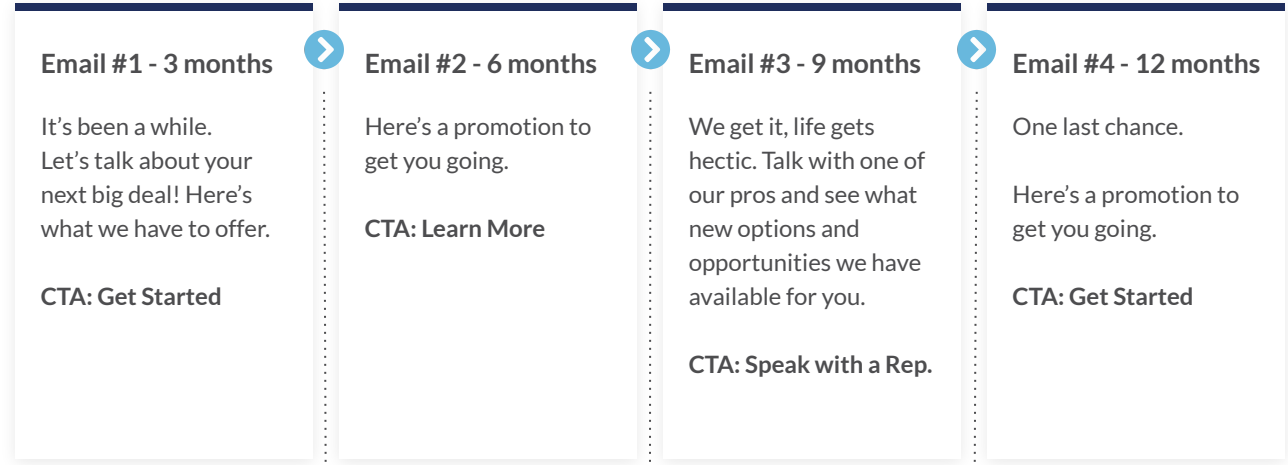 Email #1 - 3 months
It’s been a while.
Let’s talk about your
next big deal! Here’s
what we have to offer.
CTA: Get Started
Email #2 - 6 months
Here’s a promotion to
get you going.
CTA: Learn More
Email #3 - 9 months
We get it, life gets
hectic. Talk with one of
our pros and see what
new options and
opportunities we have
available for you.
CTA: Speak with a Rep.
Email #4 - 12 months
One last chance.
Here’s a promotion to
get you going.
CTA: Get Started